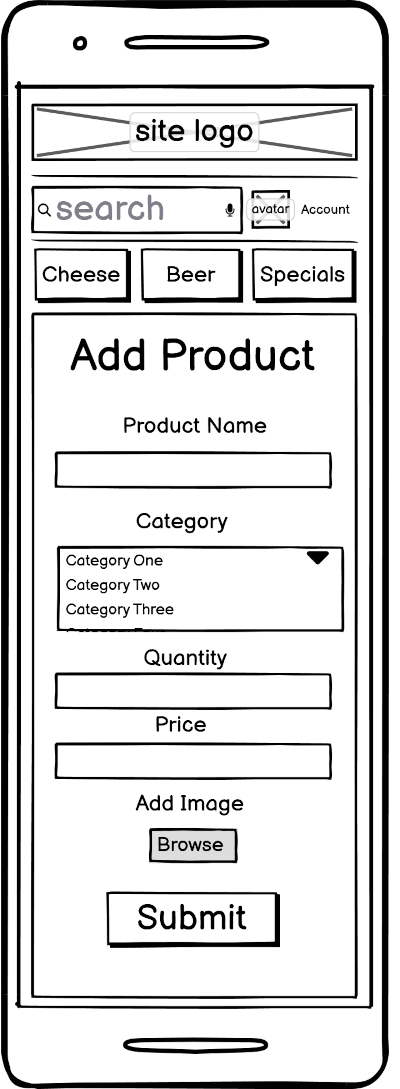 site logo
search
avatar Account
Cheese Beer Specials
Add Product
Product Name
Category
Category One
Category Two
Category Three
Quantity
Price
Add Image
Browse
Submit